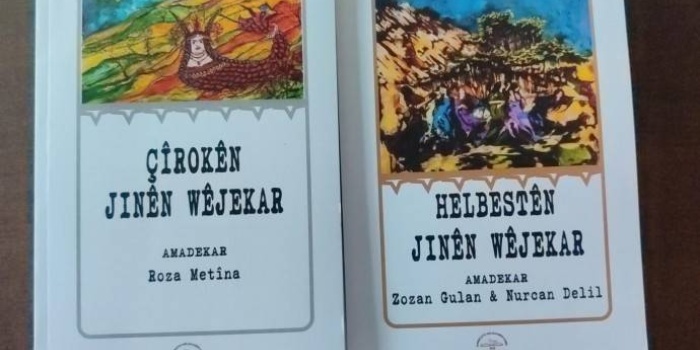 ÇÎROKÊN
JINÊN WÊJEKAR
AMADEKAR
Roza Metîna
HELBESTÊN
JINÊN WÊJEKAR
AMADEKAR
Zozan Gulan & Nurcan Delil